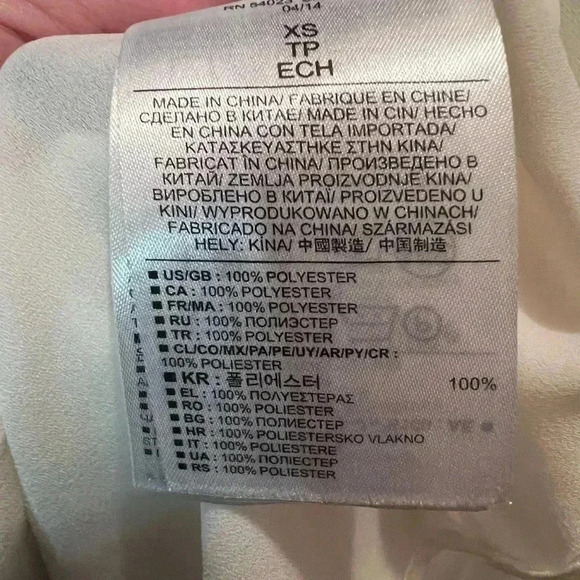 RN 54023
04/14
XS
TP
ECH
MADE IN CHINA/ FABRIQUE EN CHINE/
СДЕЛАНО В КИТАЕ/ MADE IN CIN/ HECHO
EN CHINA CON TELA IMPORTADA/
ΚΑΤΑΣΚΕΥΑΣΤΗΚΕ ΣΤΗΝ ΚΙΝΑ/
FABRICAT ÎN CHINA/ ПРОИЗВЕДЕНО В
КИТАЙ/ ZEMLJA PROIZVODNJE KINA/
ВИРОБЛЕНО В КИТАЇ/ PROIZVEDENO U
KINI/ WYPRODUKOWANO W CHINACH/
FABRICADO NA CHINA/ SZÁRMAZÁSI
HELY: KÍNA/ 中國製造/ 中国制造
US/GB : 100% POLYESTER
CA : 100% POLYESTER
FR/MA : 100% POLYESTER
RU : 100% ПОЛИЭСТЕР
TR : 100% POLYESTER
CL/CO/MX/PA/PE/UY/AR/PY/CR :
100% POLIESTER
KR : 폴리에스터 100%
EL : 100% ΠΟΛΥΕΣΤΕΡΑΣ
RO : 100% POLIESTER
BG : 100% ПОЛИЕСТЕР
HR : 100% POLIESTERSKO VLAKNO
IT : 100% POLIESTERE
UA : 100% ПОЛІЕСТЕР
RS : 100% POLIESTER